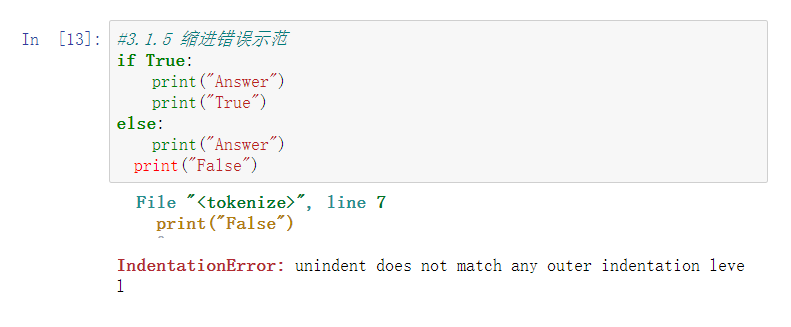 In [13]: #3.1.5 缩进错误示范
if True:
    print("Answer")
    print("True")
else:
    print("Answer")
  print("False")
File "<tokenize>", line 7
    print("False")
    ^
IndentationError: unindent does not match any outer indentation leve
l